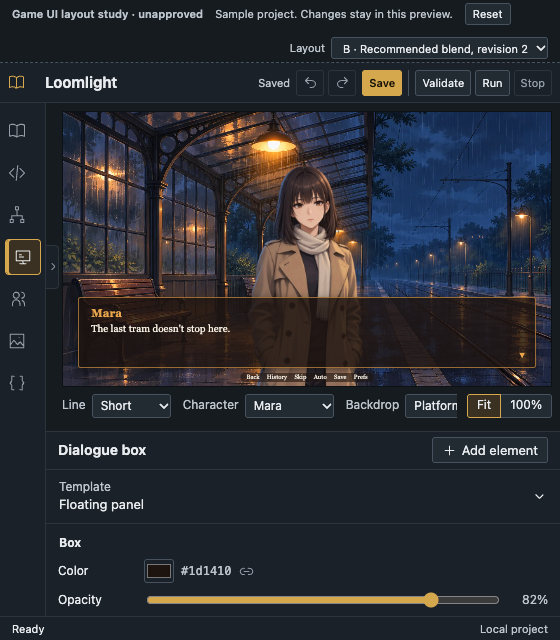 Game UI layout study · unapproved Sample project. Changes stay in this preview. Reset
Layout B · Recommended blend, revision 2
Loomlight Saved Save Validate Run Stop
Mara
The last tram doesn't stop here.
Back History Skip Auto Save Prefs
Line Short Character Mara Backdrop Platform Fit 100%
Dialogue box + Add element
Template
Floating panel
Box
Color #1d1410
Opacity 82%
Ready Local project